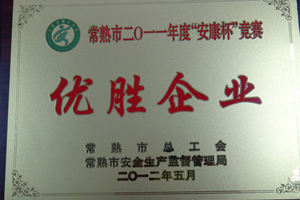 常熟市二〇一一年度“安康杯”竞赛
优胜企业
常熟市总工会
常熟市安全生产监督管理局
二〇一二年五月